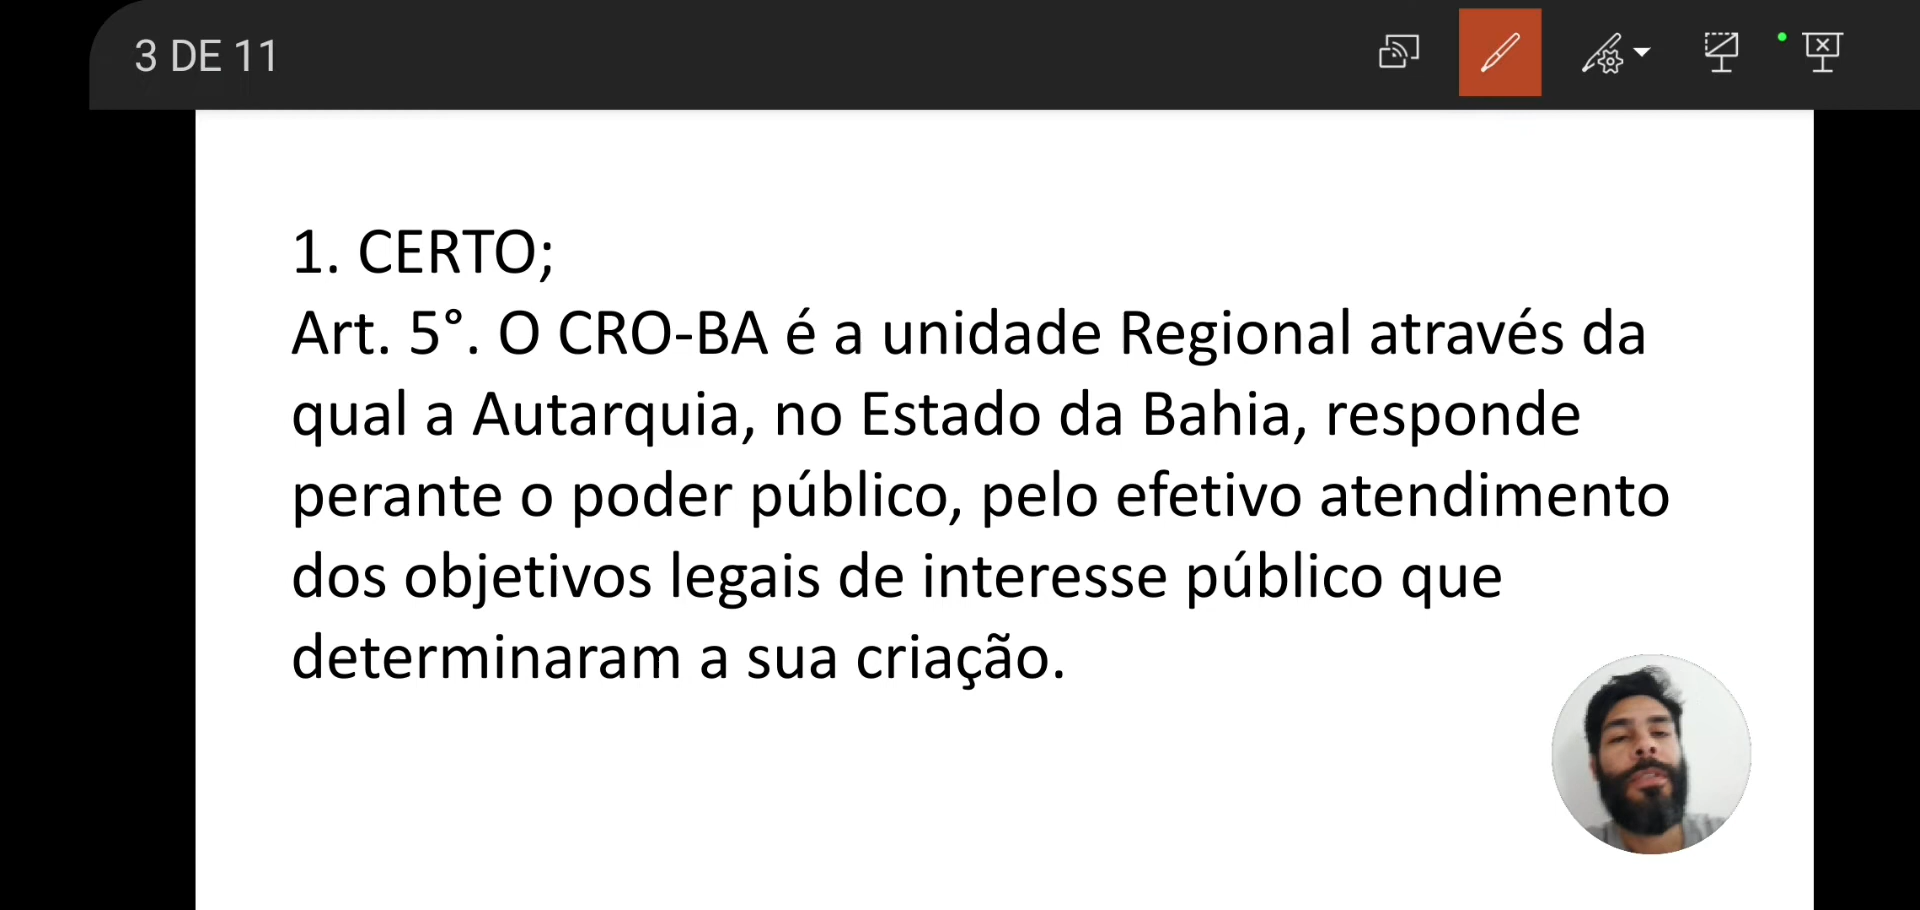 3 DE 11
1. CERTO;
Art. 5°. O CRO-BA é a unidade Regional através da
qual a Autarquia, no Estado da Bahia, responde
perante o poder público, pelo efetivo atendimento
dos objetivos legais de interesse público que
determinaram a sua criação.